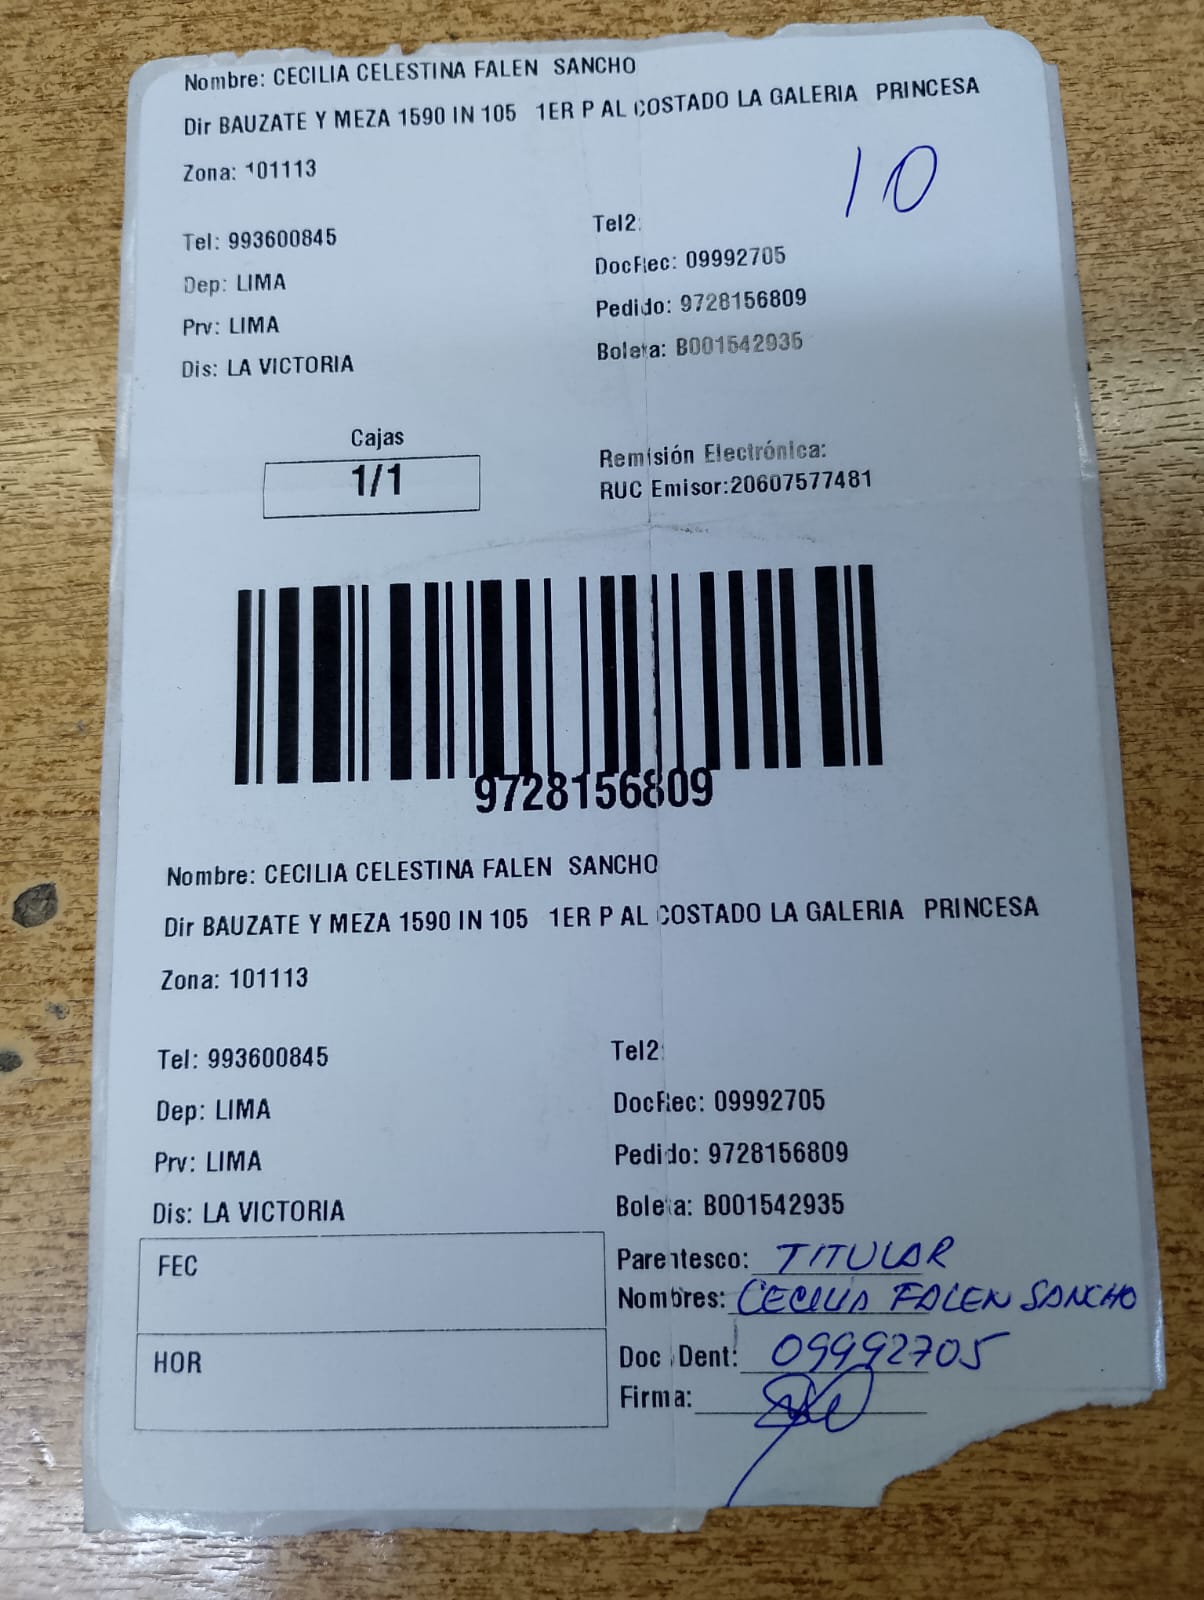 Nombre: CECILIA CELESTINA FALEN SANCHO
Dir BAUZATE Y MEZA 1590 IN 105 1ER P AL COSTADO LA GALERIA PRINCESA
Zona: 101113
10
Tel: 993600845
Tel2:
Dep: LIMA
DocRec: 09992705
Prv: LIMA
Pedido: 9728156809
Dis: LA VICTORIA
Boleta: B001542935
Cajas
1/1
Remisión Electrónica:
RUC Emisor:20607577481
9728156809
Nombre: CECILIA CELESTINA FALEN SANCHO
Dir BAUZATE Y MEZA 1590 IN 105 1ER P AL COSTADO LA GALERIA PRINCESA
Zona: 101113
Tel: 993600845
Tel2:
Dep: LIMA
DocRec: 09992705
Prv: LIMA
Pedido: 9728156809
Dis: LA VICTORIA
Boleta: B001542935
FEC
Parentesco: TITULAR
Nombres: CECILIA FALEN SANCHO
HOR
Doc Dent: 09992705
Firma: